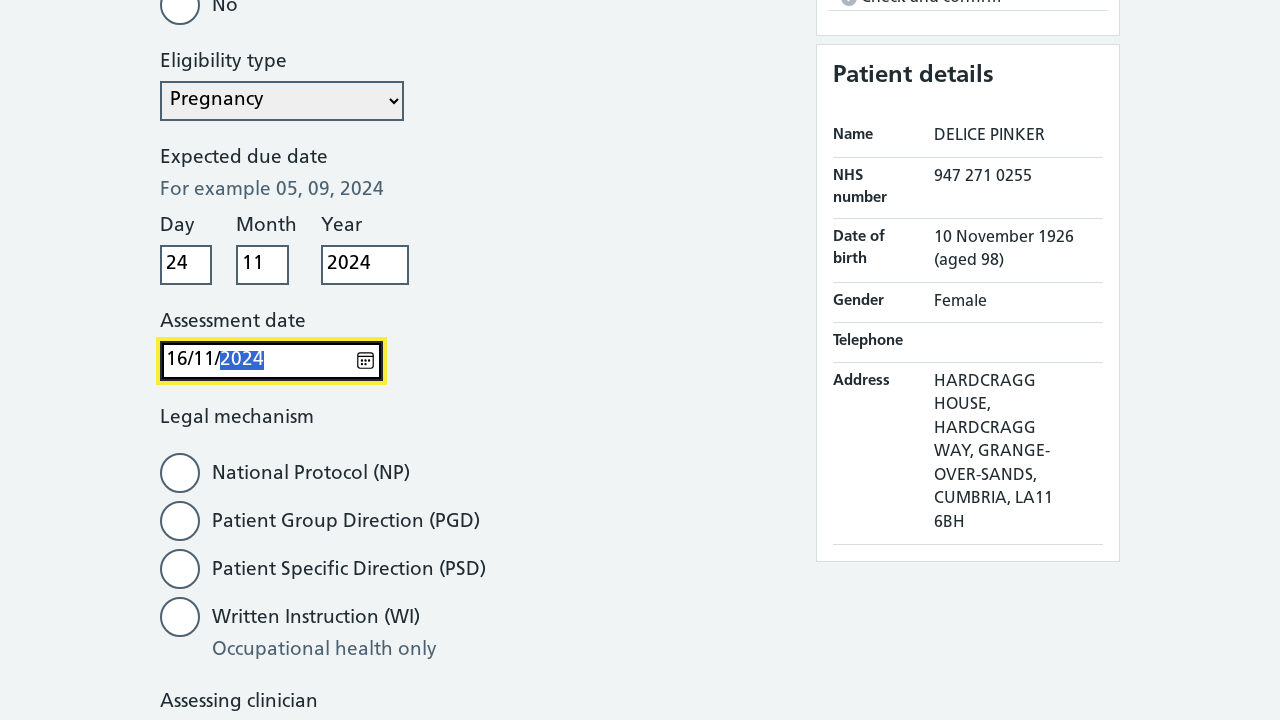 No
Eligibility type
Pregnancy
Expected due date
For example 05, 09, 2024
Day Month Year
24 11 2024
Assessment date
16/11/2024
Legal mechanism
National Protocol (NP)
Patient Group Direction (PGD)
Patient Specific Direction (PSD)
Written Instruction (WI)
Occupational health only
Assessing clinician
Check and confirm
Patient details
Name DELICE PINKER
NHS number 947 271 0255
Date of birth 10 November 1926 (aged 98)
Gender Female
Telephone
Address HARDCRAGG
HOUSE,
HARDCRAGG
WAY, GRANGE-
OVER-SANDS,
CUMBRIA, LA11
6BH